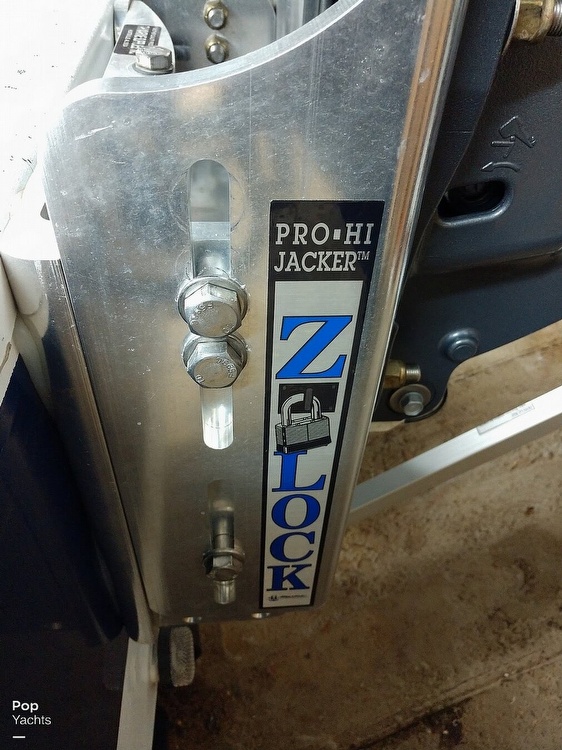 PRO-HI
JACKER™
Z
LOCK
Pop
Yachts